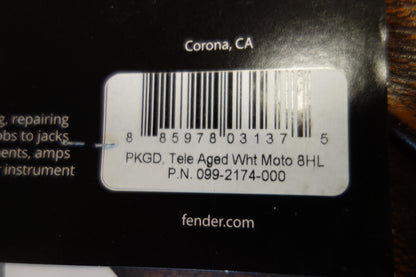 Corona, CA
g, repairing
obs to jacks
ents, amps
r instrument
8 85978 03137 5
PKGD, Tele Aged Wht Moto 8HL
P.N. 099-2174-000
fender.com